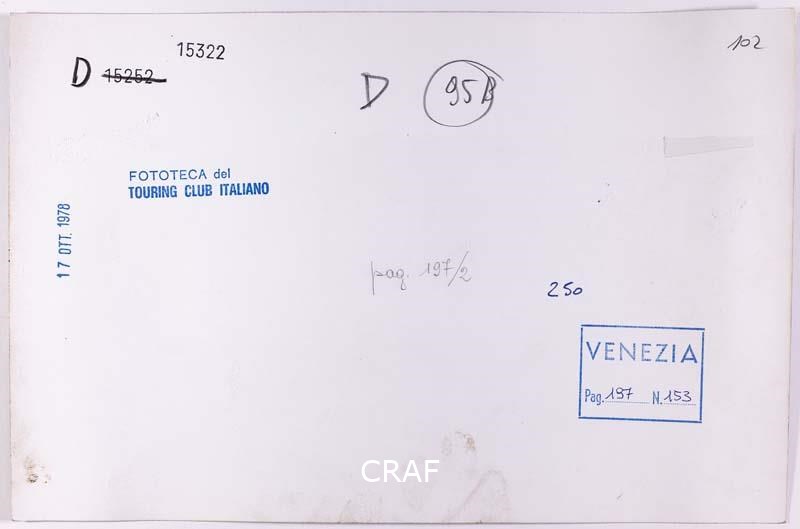 15322
102
D 15252
D 95B
FOTOTECA del
TOURING CLUB ITALIANO
17 OTT. 1978
pag. 197/2
250
VENEZIA
Pag. 197 N. 153
CRAF